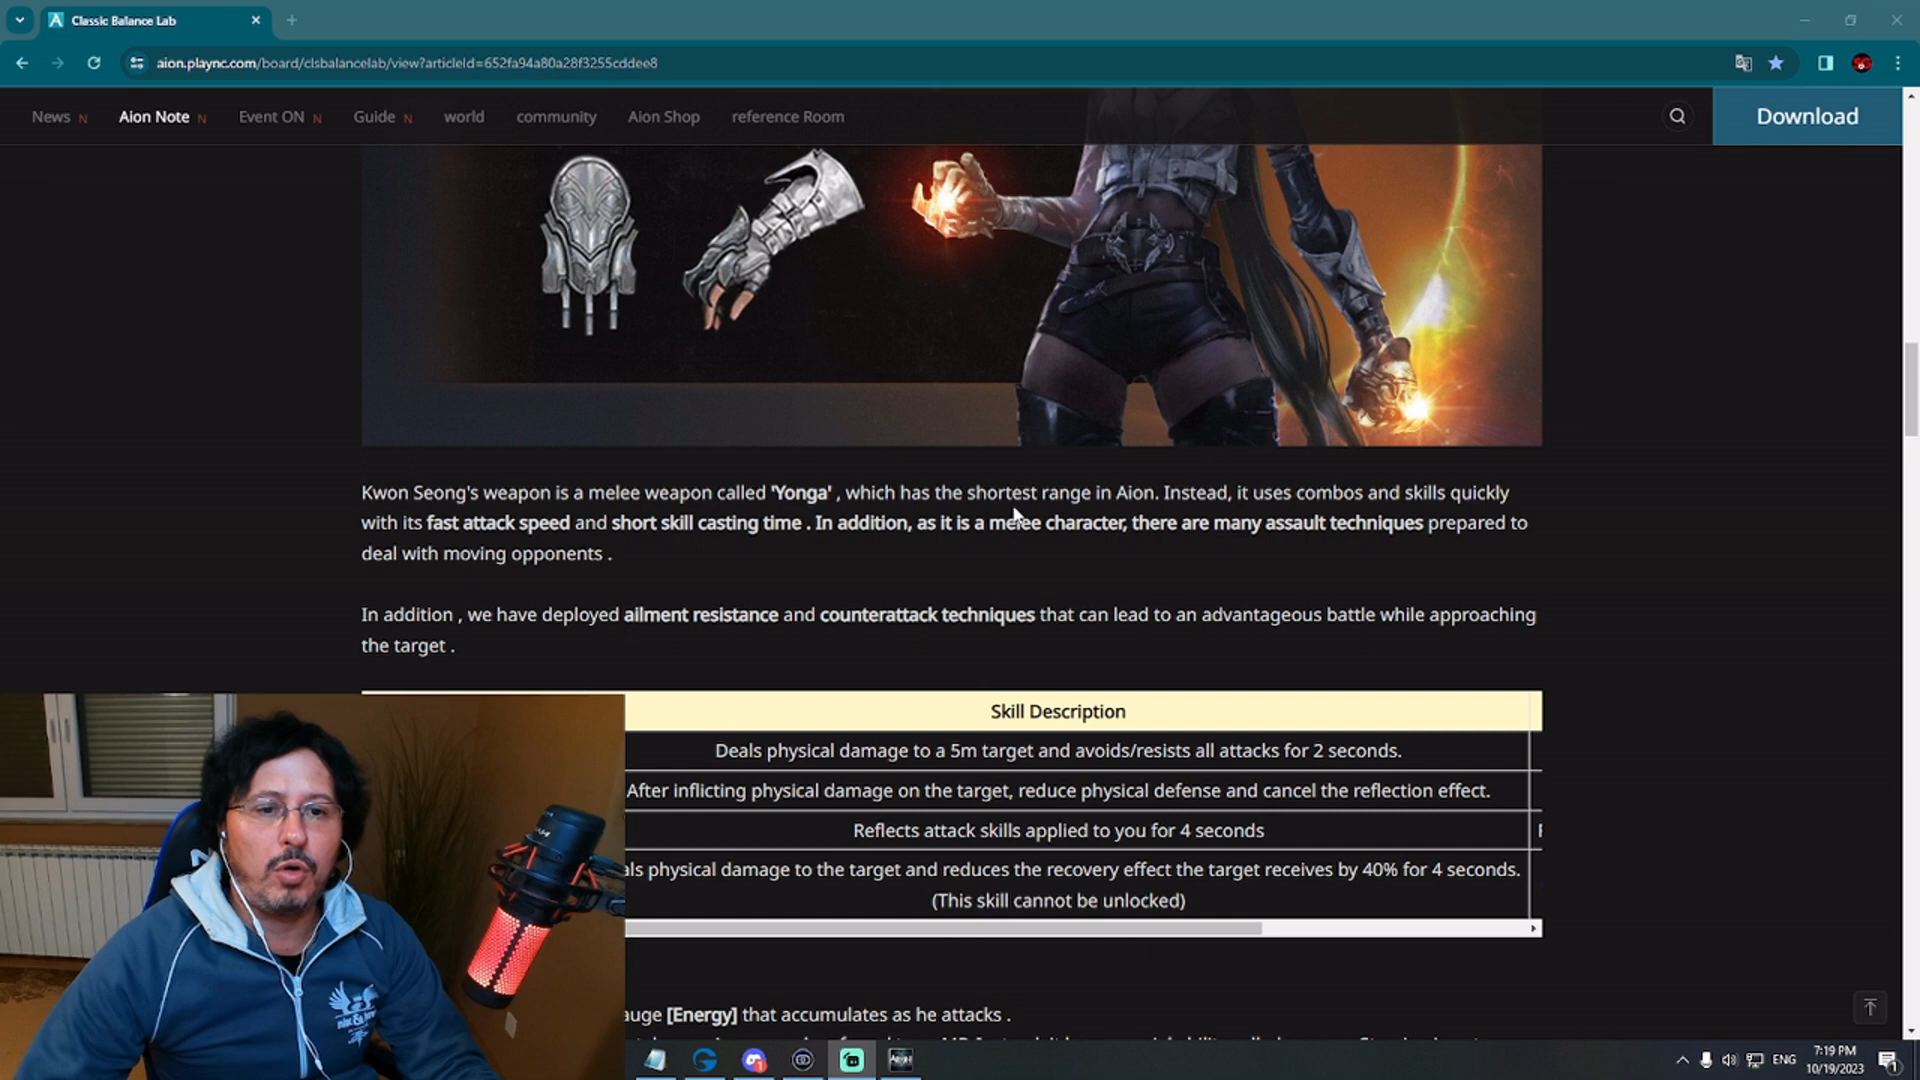 Classic Balance Lab
aion.plaync.com/board/clsbalancelab/view?articleId=652fa94a80a28f3255cddee8
News N Aion Note N Event ON N Guide N world community Aion Shop reference Room Download
Kwon Seong's weapon is a melee weapon called 'Yonga' , which has the shortest range in Aion. Instead, it uses combos and skills quickly
with its fast attack speed and short skill casting time . In addition, as it is a melee character, there are many assault techniques prepared to
deal with moving opponents .
In addition , we have deployed ailment resistance and counterattack techniques that can lead to an advantageous battle while approaching
the target .
Skill Description
Deals physical damage to a 5m target and avoids/resists all attacks for 2 seconds.
After inflicting physical damage on the target, reduce physical defense and cancel the reflection effect.
Reflects attack skills applied to you for 4 seconds
als physical damage to the target and reduces the recovery effect the target receives by 40% for 4 seconds.
(This skill cannot be unlocked)
auge [Energy] that accumulates as he attacks .
ENG
7:19 PM
10/19/2023